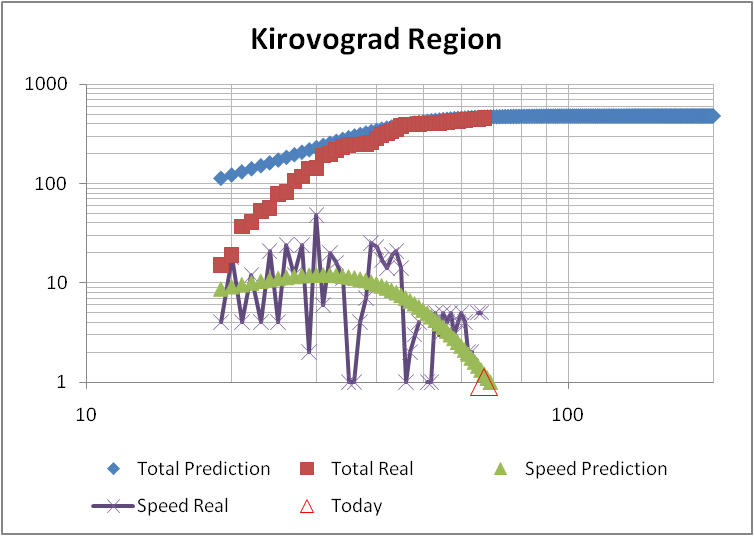 Kirovograd Region
1000
100
10
1
10 100
Total Prediction Total Real Speed Prediction
Speed Real Today